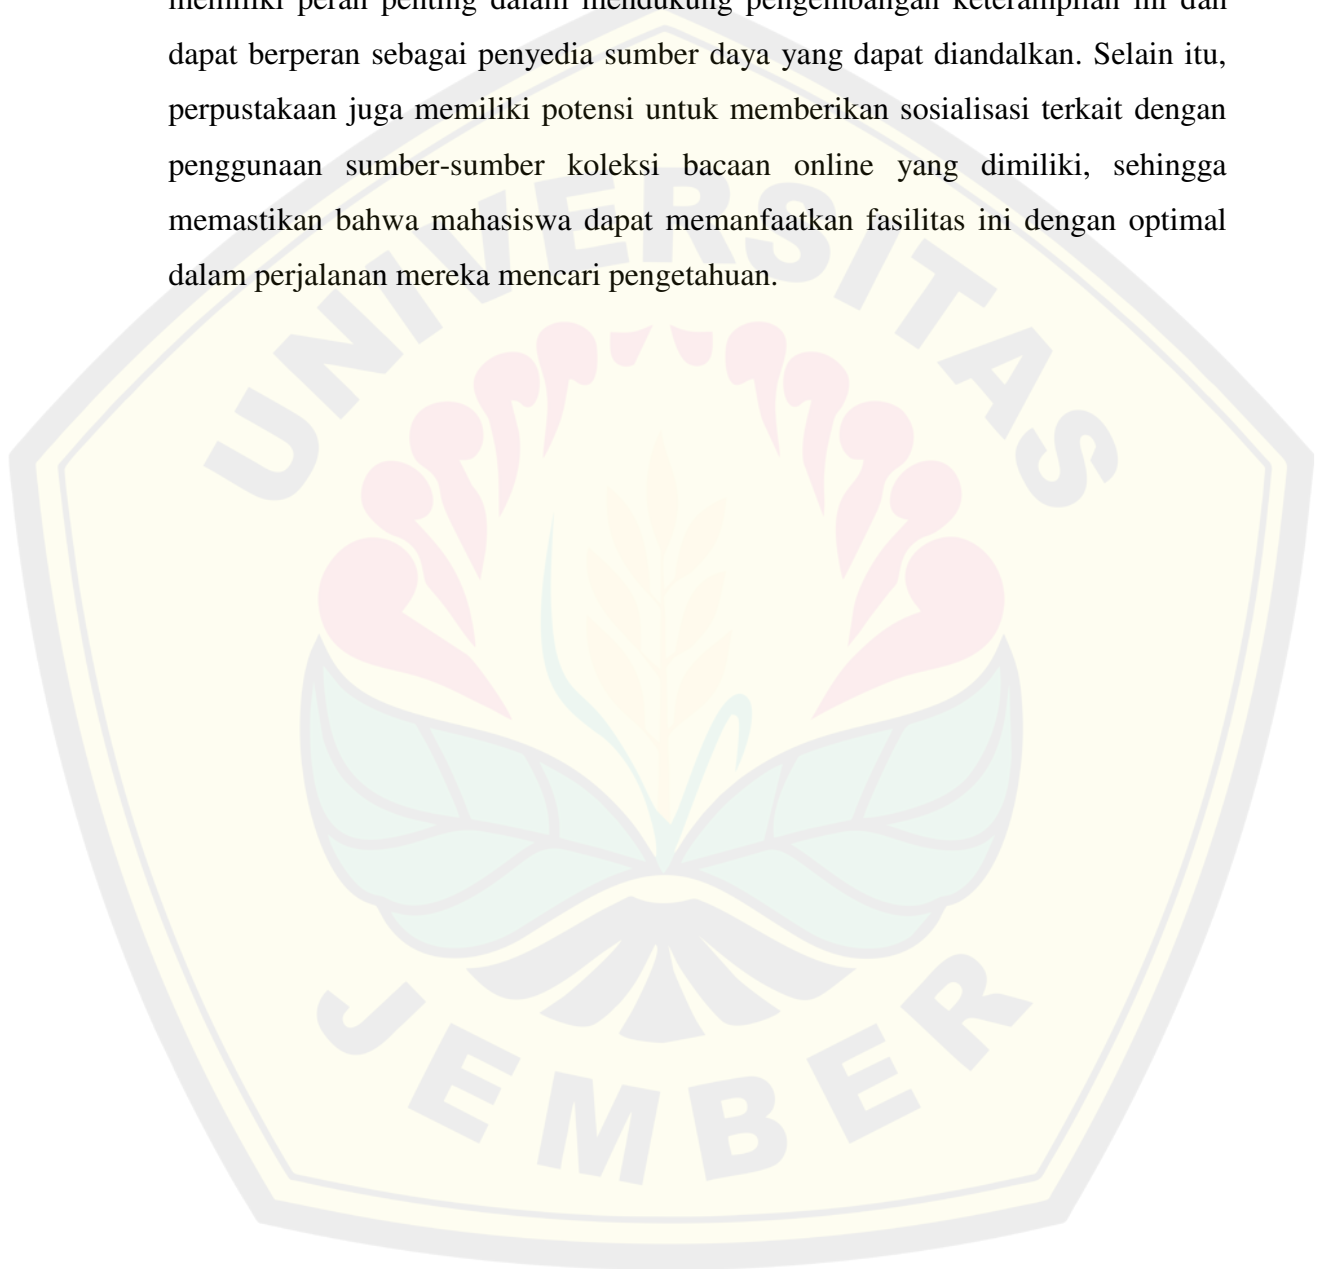 memiliki peran penting dalam mendukung pengembangan keterampilan ini dan
dapat berperan sebagai penyedia sumber daya yang dapat diandalkan. Selain itu,
perpustakaan juga memiliki potensi untuk memberikan sosialisasi terkait dengan
penggunaan sumber-sumber koleksi bacaan online yang dimiliki, sehingga
memastikan bahwa mahasiswa dapat memanfaatkan fasilitas ini dengan optimal
dalam perjalanan mereka mencari pengetahuan.
UNIVERSITAS
JEMBER